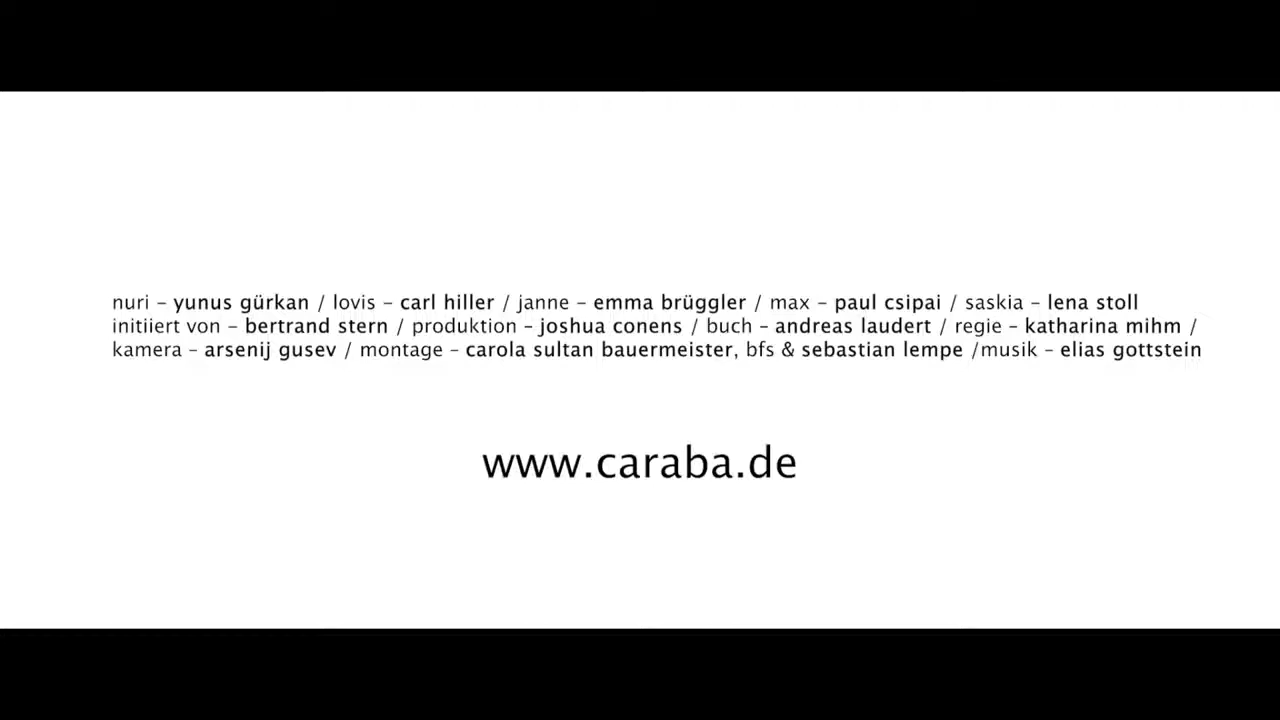 nuri – yunus gürkan / lovis – carl hiller / janne – emma brüggler / max – paul csipai / saskia – lena stoll
initiiert von – bertrand stern / produktion – joshua conens / buch – andreas laudert / regie – katharina mihm /
kamera – arsenij gusev / montage – carola sultan bauermeister, bfs & sebastian lempe /musik – elias gottstein
www.caraba.de